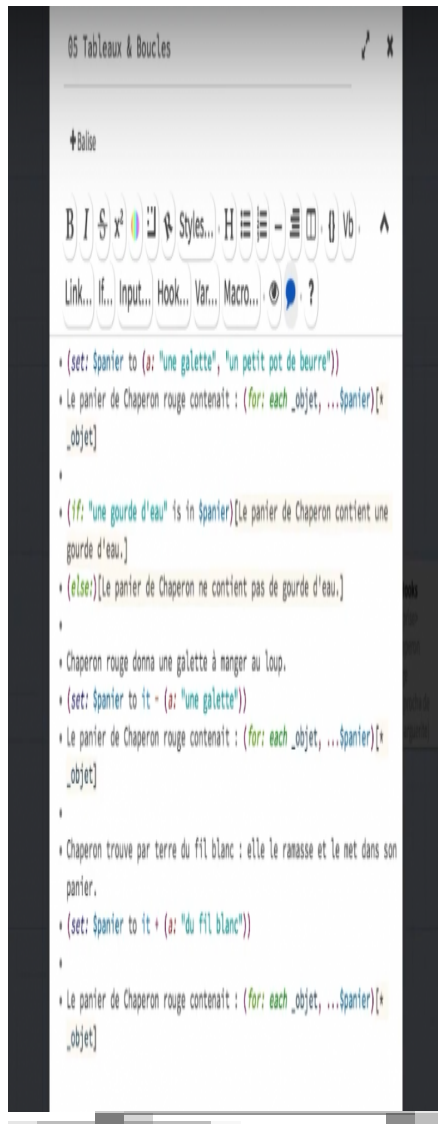 05 Tableaux & Boucles
+Balise
B I S x² Styles... H {} Vb
Link... If... Input... Hook... Var... Macro... ?
(set: $panier to (a: "une galette", "un petit pot de beurre"))
Le panier de Chaperon rouge contenait : (for: each _objet, ...$panier)[*
_objet]
(if: "une gourde d'eau" is in $panier)[Le panier de Chaperon contient une
gourde d'eau.]
(else:)[Le panier de Chaperon ne contient pas de gourde d'eau.]
Chaperon rouge donna une galette à manger au loup.
(set: $panier to it - (a: "une galette"))
Le panier de Chaperon rouge contenait : (for: each _objet, ...$panier)[*
_objet]
Chaperon trouve par terre du fil blanc : elle le ramasse et le met dans son
panier.
(set: $panier to it + (a: "du fil blanc"))
Le panier de Chaperon rouge contenait : (for: each _objet, ...$panier)[*
_objet]